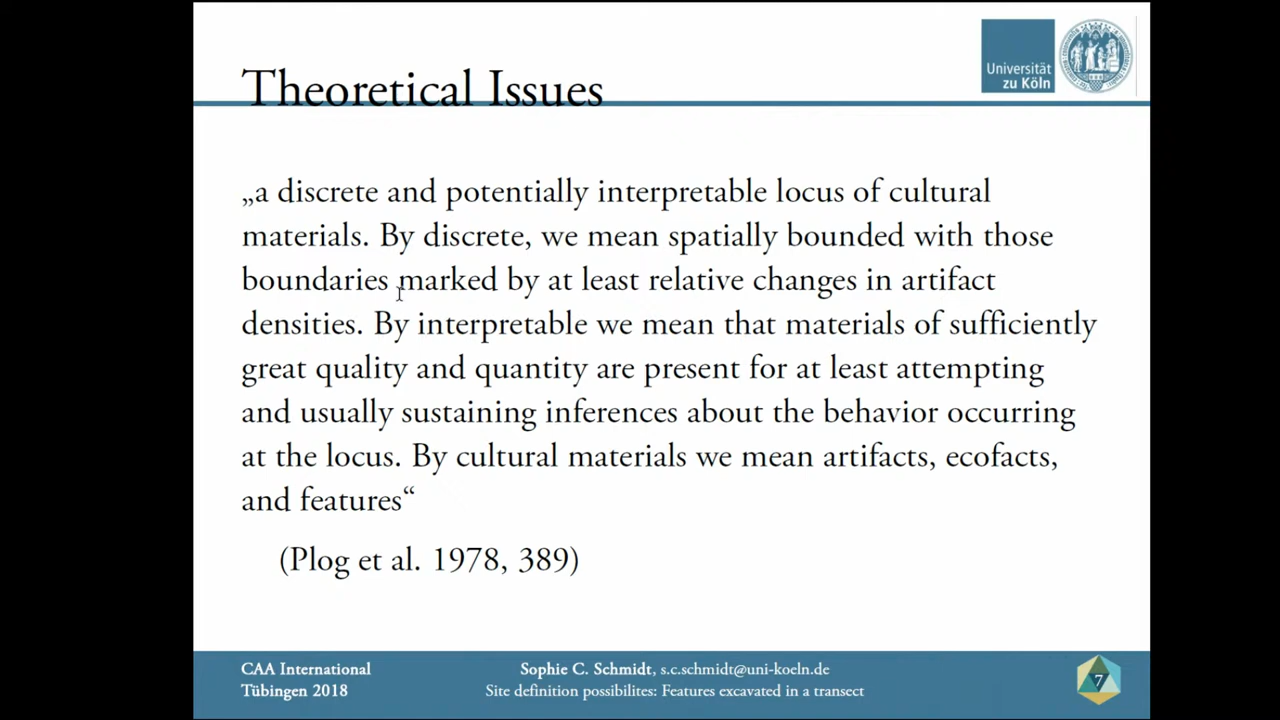 Theoretical Issues
Universität
zu Köln
„a discrete and potentially interpretable locus of cultural
materials. By discrete, we mean spatially bounded with those
boundaries marked by at least relative changes in artifact
densities. By interpretable we mean that materials of sufficiently
great quality and quantity are present for at least attempting
and usually sustaining inferences about the behavior occurring
at the locus. By cultural materials we mean artifacts, ecofacts,
and features“
(Plog et al. 1978, 389)
CAA International
Tübingen 2018
Sophie C. Schmidt, s.c.schmidt@uni-koeln.de
Site definition possibilites: Features excavated in a transect
7